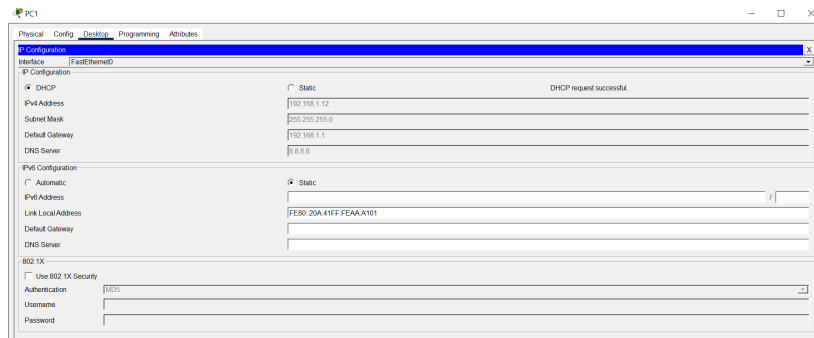 PC1
Physical Config Desktop Programming Attributes
IP Configuration X
Interface FastEthernet0
IP Configuration
DHCP Static DHCP request successful.
IPv4 Address 192.168.1.12
Subnet Mask 255.255.255.0
Default Gateway 192.168.1.1
DNS Server 8.8.8.8
IPv6 Configuration
Automatic Static
IPv6 Address /
Link Local Address FE80::20A:41FF:FEAA:A101
Default Gateway
DNS Server
802.1X
Use 802.1X Security
Authentication MD5
Username
Password